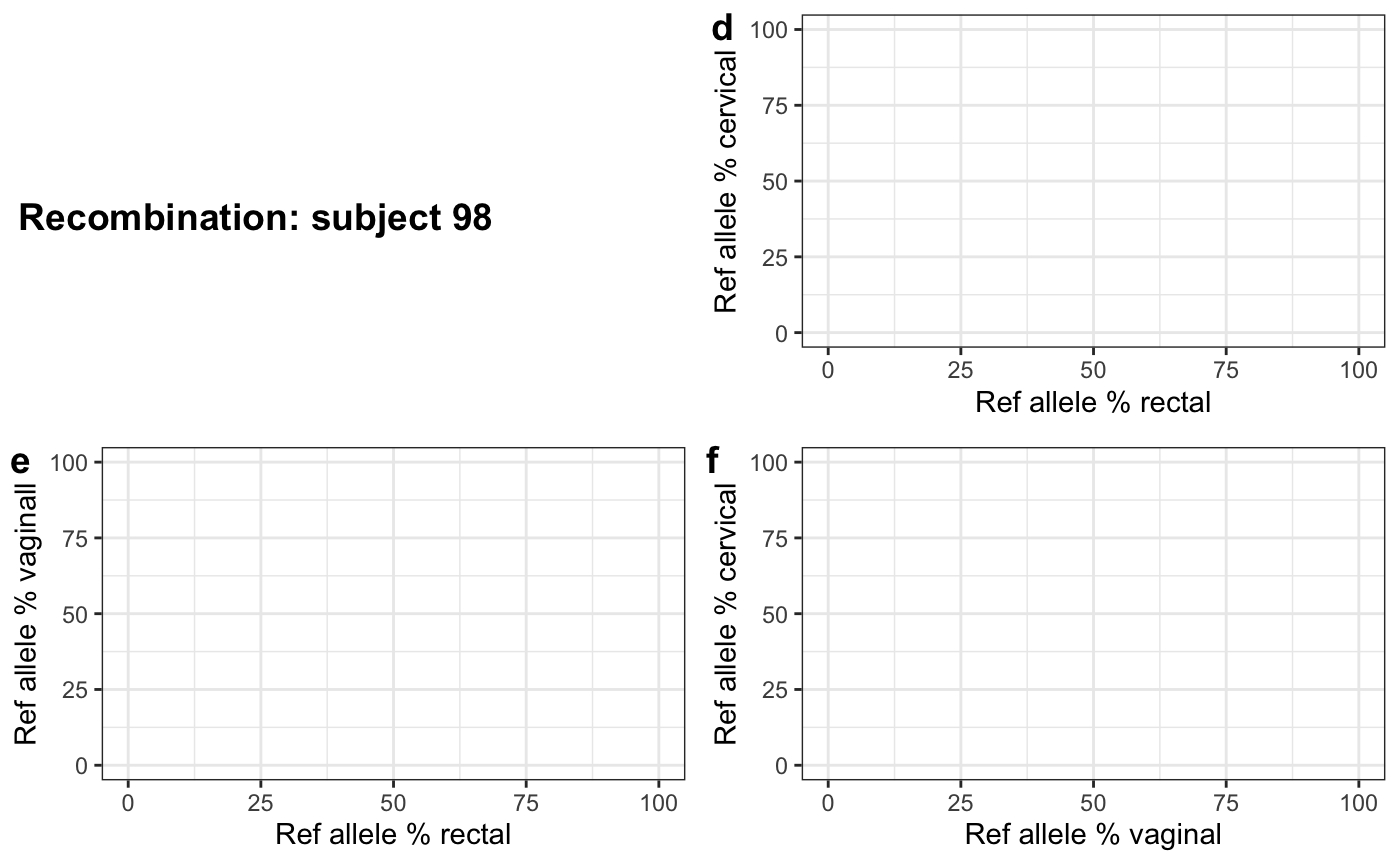 Recombination: subject 98
d
Ref allele % cervical
100
75
50
25
0
0 25 50 75 100
Ref allele % rectal
e
Ref allele % vaginall
100
75
50
25
0
0 25 50 75 100
Ref allele % rectal
f
Ref allele % cervical
100
75
50
25
0
0 25 50 75 100
Ref allele % vaginal